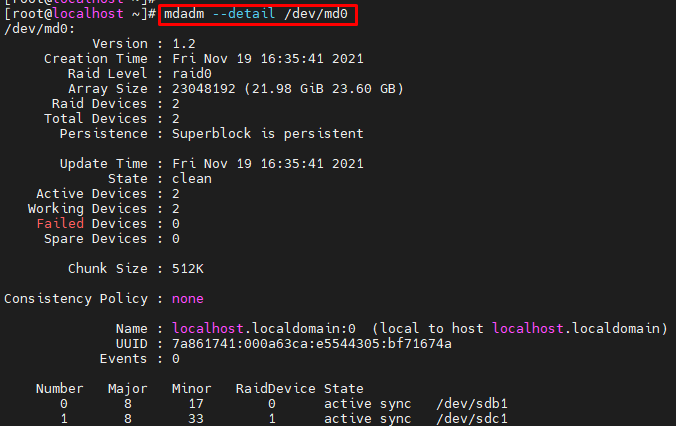 [root@localhost ~]#
[root@localhost ~]# mdadm --detail /dev/md0
/dev/md0:
Version : 1.2
Creation Time : Fri Nov 19 16:35:41 2021
Raid Level : raid0
Array Size : 23048192 (21.98 GiB 23.60 GB)
Raid Devices : 2
Total Devices : 2
Persistence : Superblock is persistent
Update Time : Fri Nov 19 16:35:41 2021
State : clean
Active Devices : 2
Working Devices : 2
Failed Devices : 0
Spare Devices : 0
Chunk Size : 512K
Consistency Policy : none
Name : localhost.localdomain:0  (local to host localhost.localdomain)
UUID : 7a861741:000a63ca:e5544305:bf71674a
Events : 0
Number   Major   Minor   RaidDevice State
0       8       17        0      active sync   /dev/sdb1
1       8       33        1      active sync   /dev/sdc1